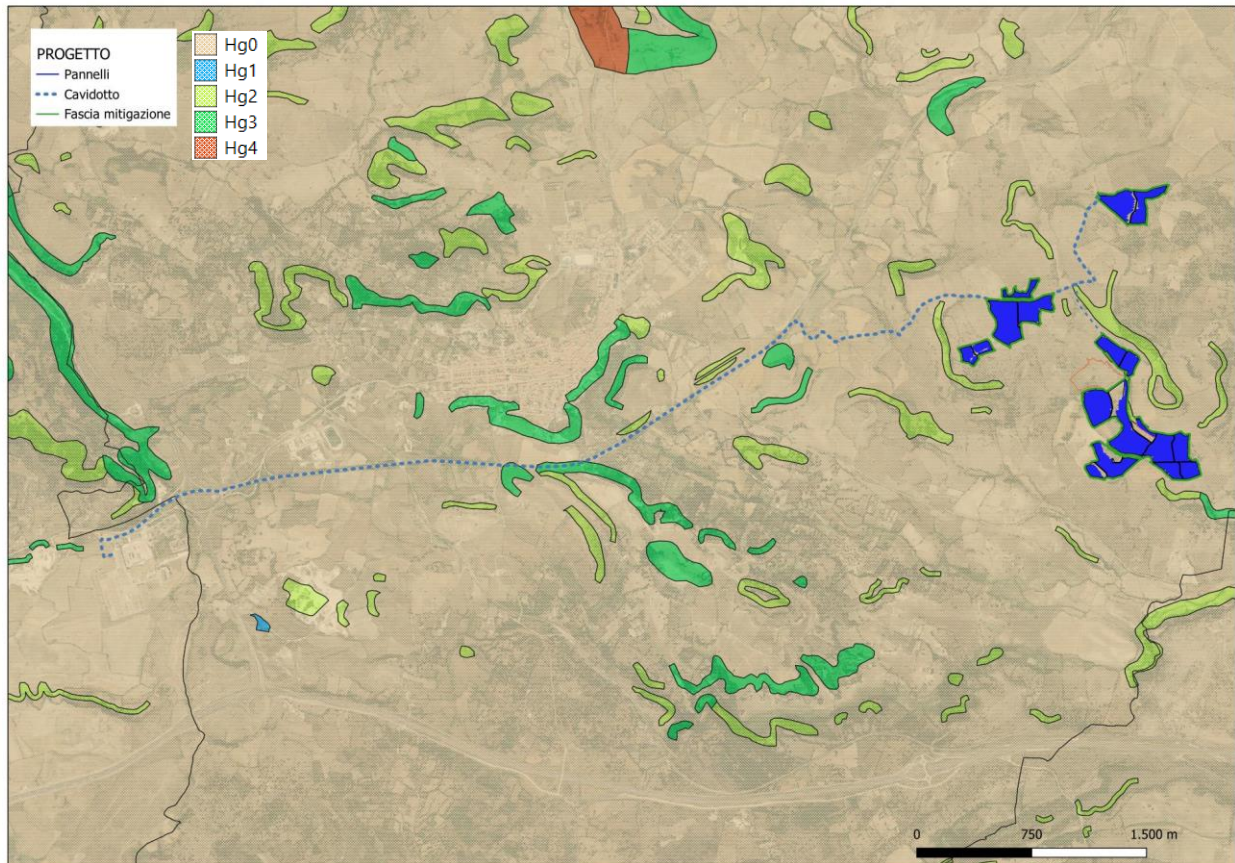 PROGETTO
Pannelli
Cavidotto
Fascia mitigazione
Hg0
Hg1
Hg2
Hg3
Hg4
0 750 1.500 m